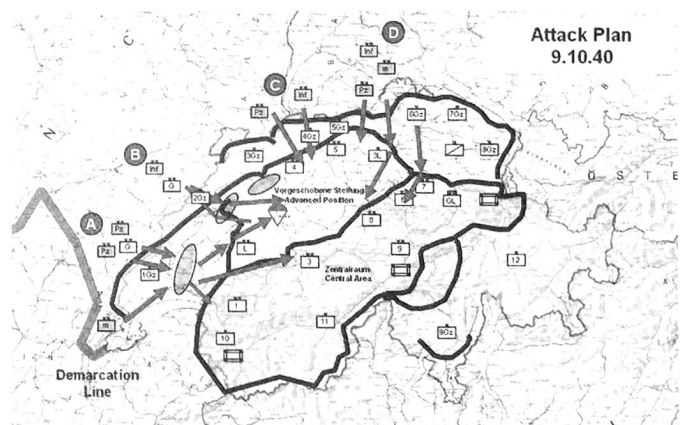 Attack Plan
9.10.40
D
C
B
A
Inf
m
Pz
Inf
Pz
Inf
G
Pz
Pz
G
m
6Gz
7Gz
8Gz
5Gz
4Gz
5
3Gz
4
3L
2Gz
7
GL
6
8
L
1Gz
3
9
12
1
11
10
9Gz
Vorgeschobene Stellung
Advanced Position
Zentralraum
Central Area
Demarcation
Line
C
N
Ö S T E